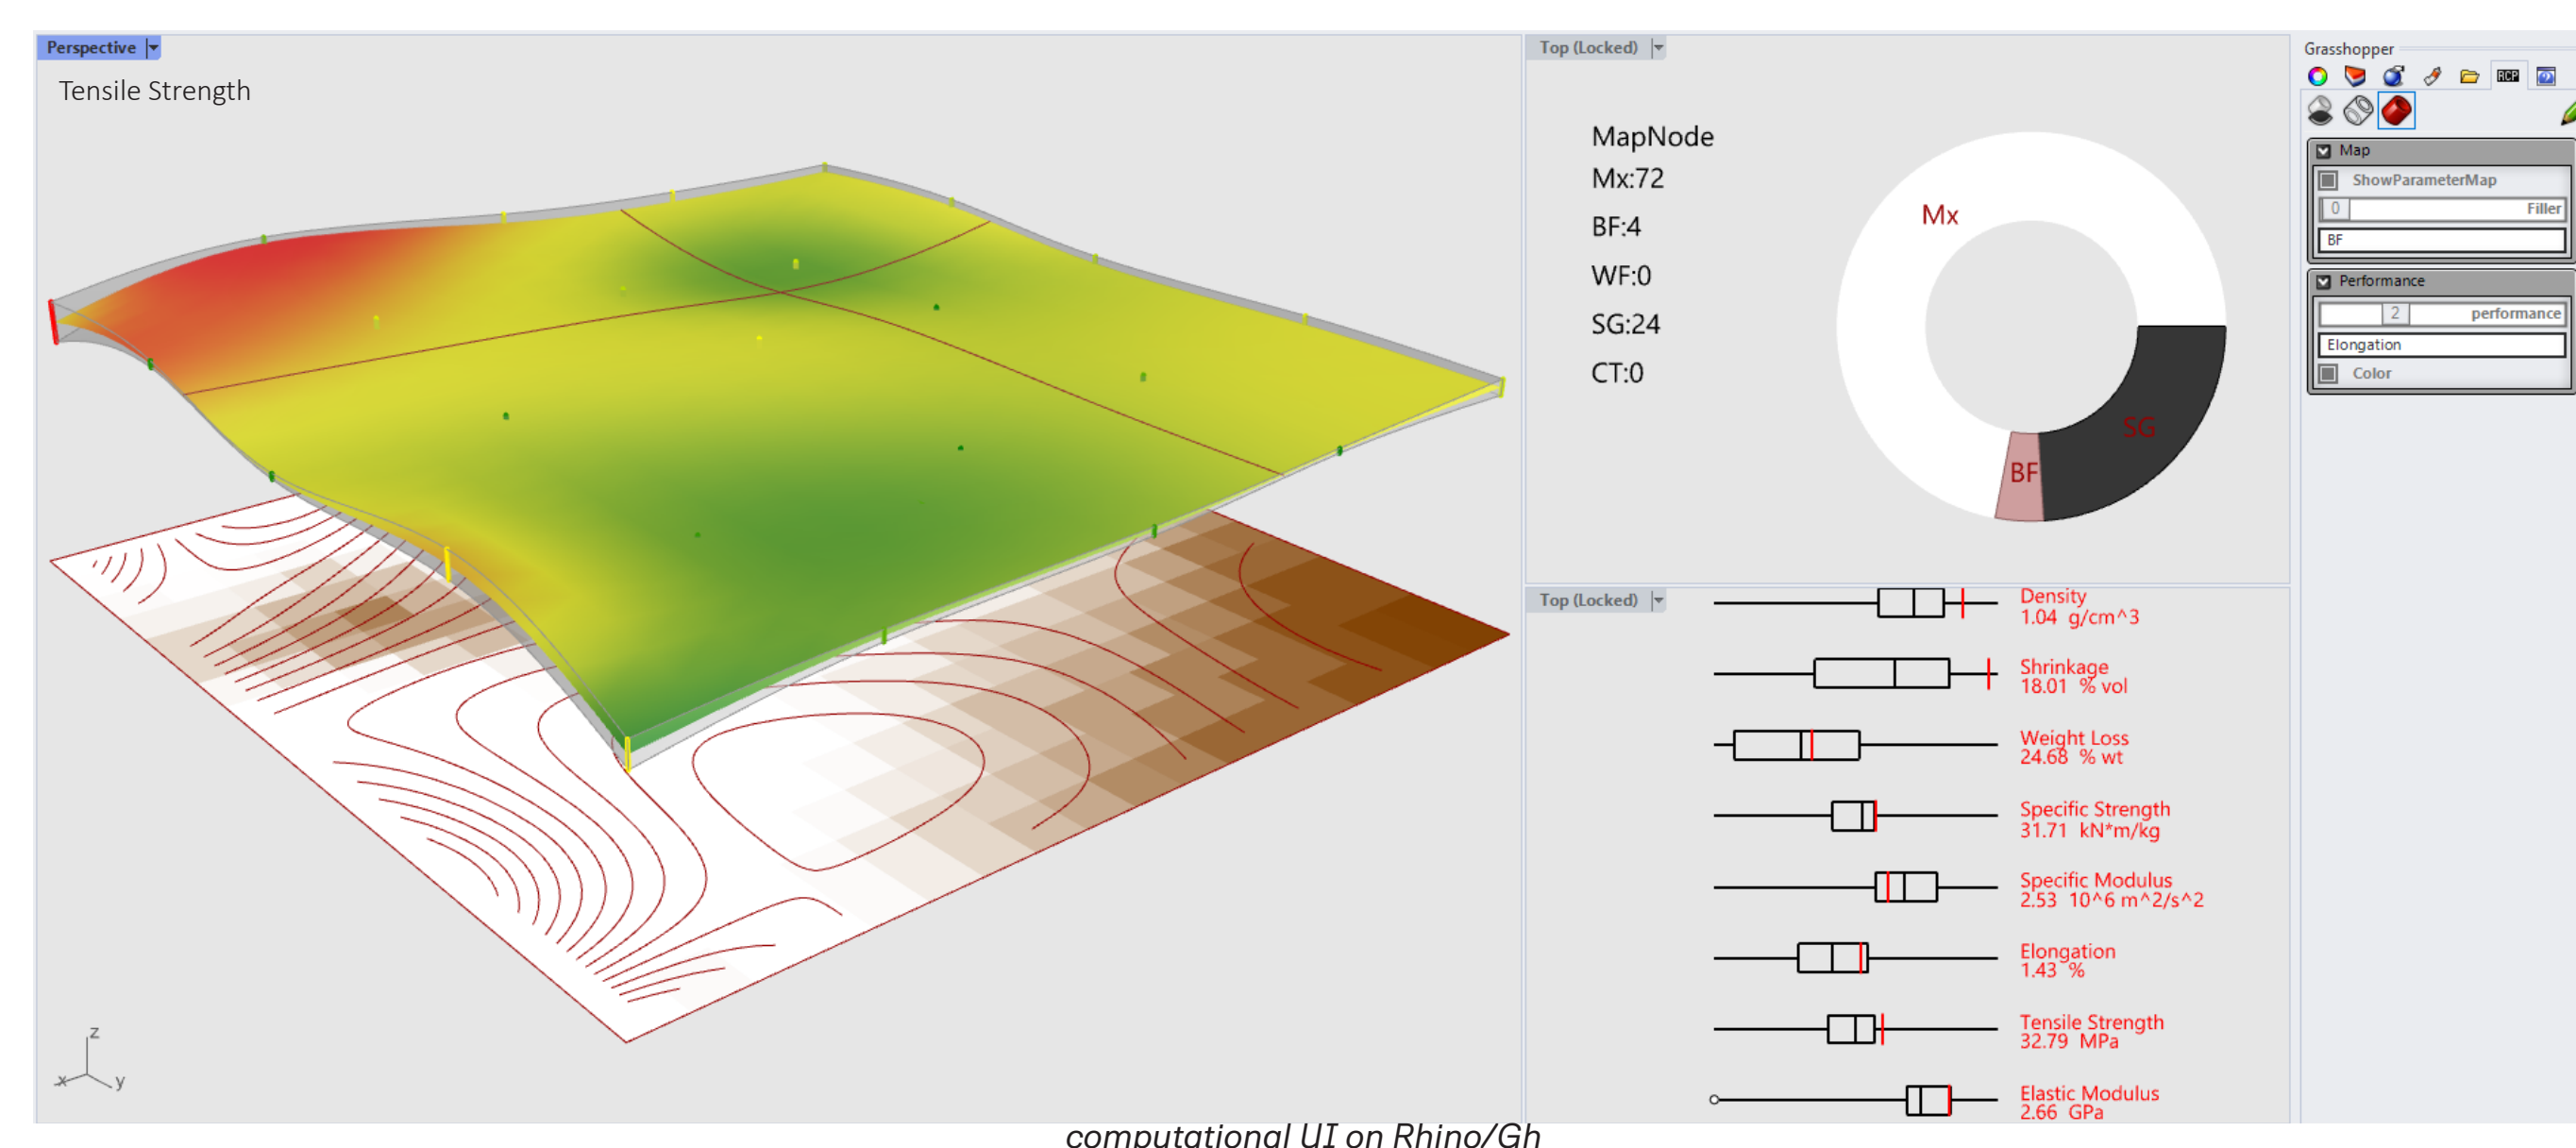 Perspective
Tensile Strength
z
x
y
Top (Locked)
MapNode
Mx:72
BF:4
WF:0
SG:24
CT:0
Mx
SG
BF
Top (Locked)
Density
1.04 g/cm^3
Shrinkage
18.01 % vol
Weight Loss
24.68 % wt
Specific Strength
31.71 kN*m/kg
Specific Modulus
2.53 10^6 m^2/s^2
Elongation
1.43 %
Tensile Strength
32.79 MPa
Elastic Modulus
2.66 GPa
Grasshopper
RCP
Map
ShowParameterMap
0 Filler
BF
Performance
2 performance
Elongation
Color
computational UI on Rhino/Gh